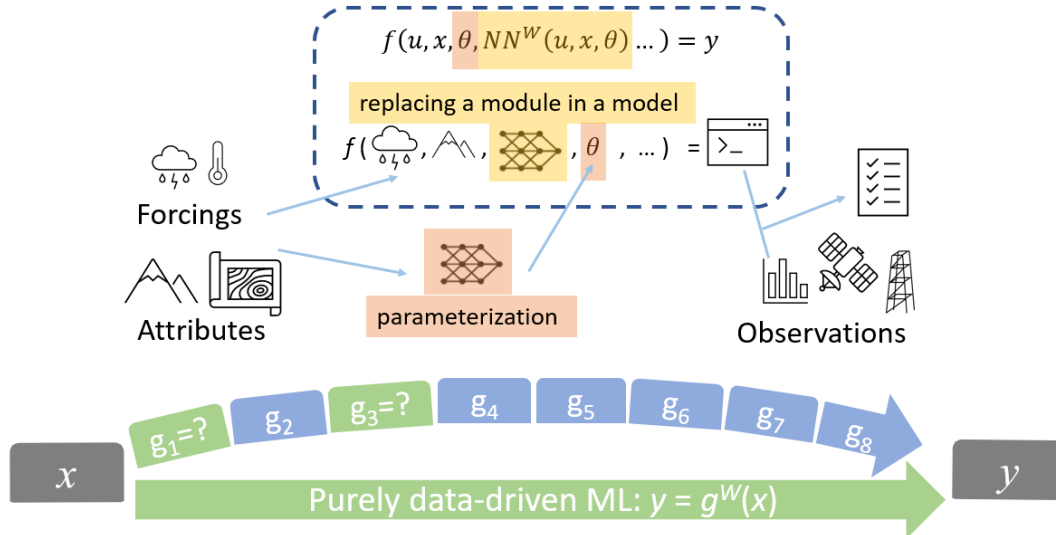 f(u, x, θ, NN^W(u, x, θ) …) = y
replacing a module in a model
f( , , , θ , …) = >_
Forcings
Attributes
parameterization
Observations
g₁=? g₂ g₃=? g₄ g₅ g₆ g₇ g₈
x y
Purely data-driven ML: y = g^W(x)